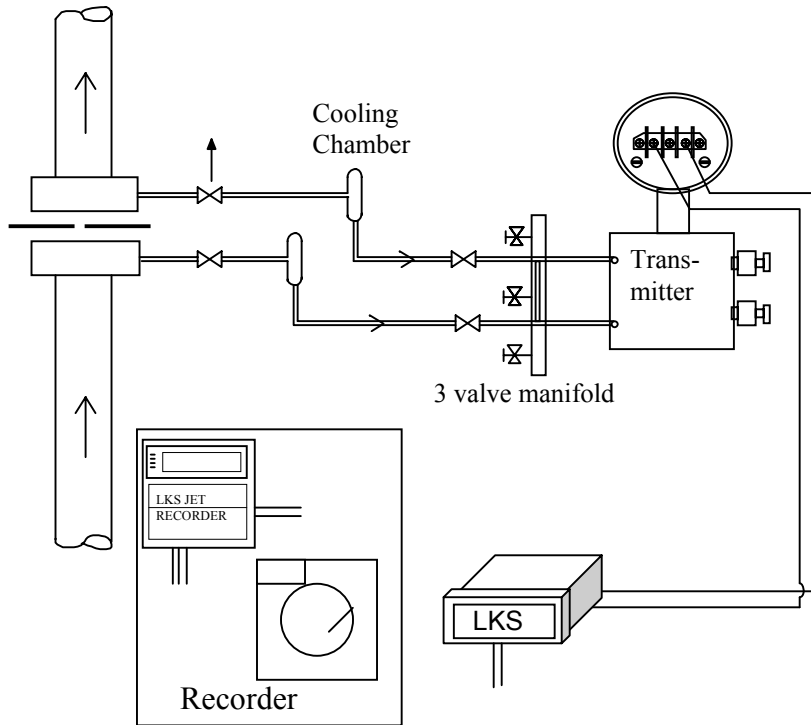 Cooling
Chamber
Trans-
mitter
3 valve manifold
LKS JET
RECORDER
LKS
Recorder